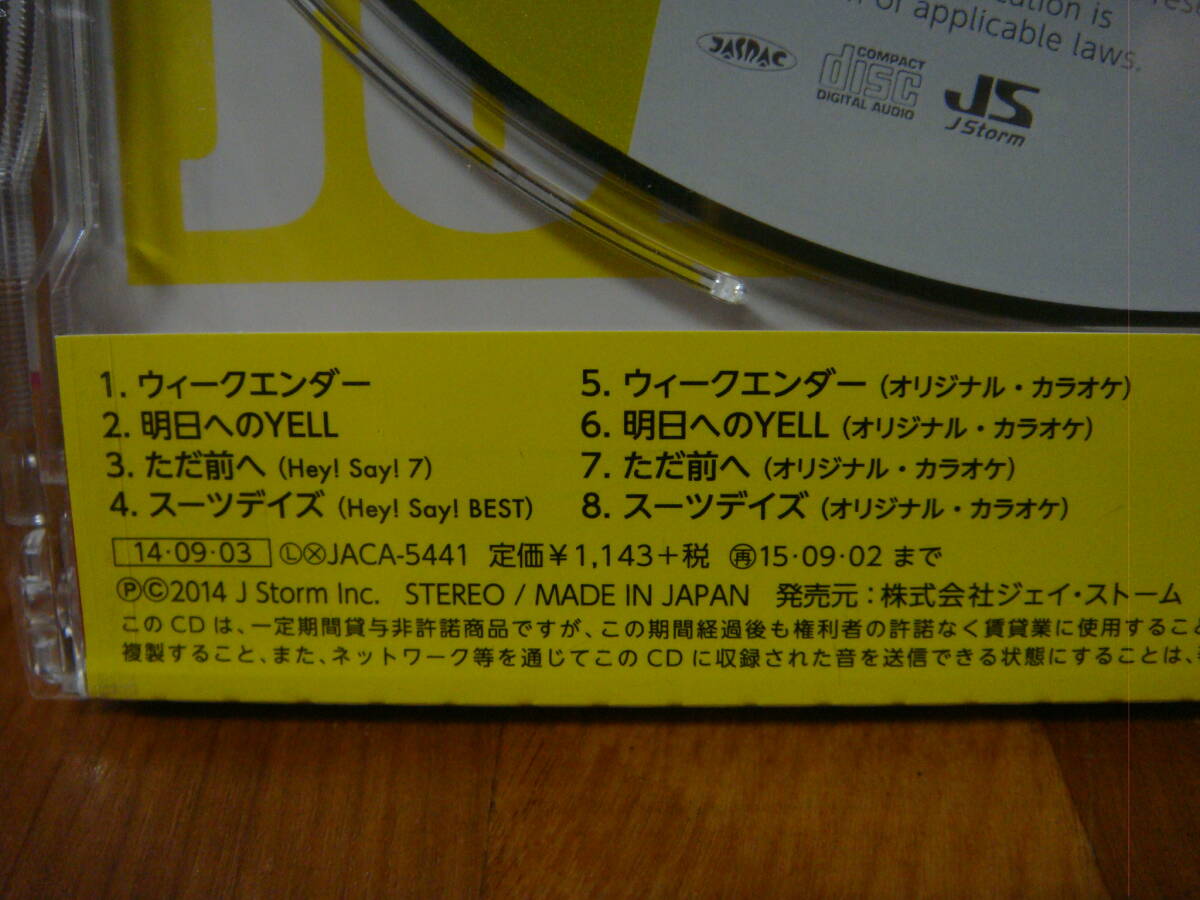 cation is
of applicable laws.
JASRAC
COMPACT
disc
DIGITAL AUDIO
JS
J Storm
1. ウィークエンダー
2. 明日へのYELL
3. ただ前へ (Hey! Say! 7)
4. スーツデイズ (Hey! Say! BEST)
5. ウィークエンダー (オリジナル・カラオケ)
6. 明日へのYELL (オリジナル・カラオケ)
7. ただ前へ (オリジナル・カラオケ)
8. スーツデイズ (オリジナル・カラオケ)
14・09・03 ⓁⓍJACA-5441 定価¥1,143+税 ㊢15・09・02 まで
Ⓟ©2014 J Storm Inc. STEREO / MADE IN JAPAN 発売元:株式会社ジェイ・ストーム
このCDは、一定期間貸与非許諾商品ですが、この期間経過後も権利者の許諾なく賃貸業に使用すること
複製すること、また、ネットワーク等を通じてこのCDに収録された音を送信できる状態にすることは、